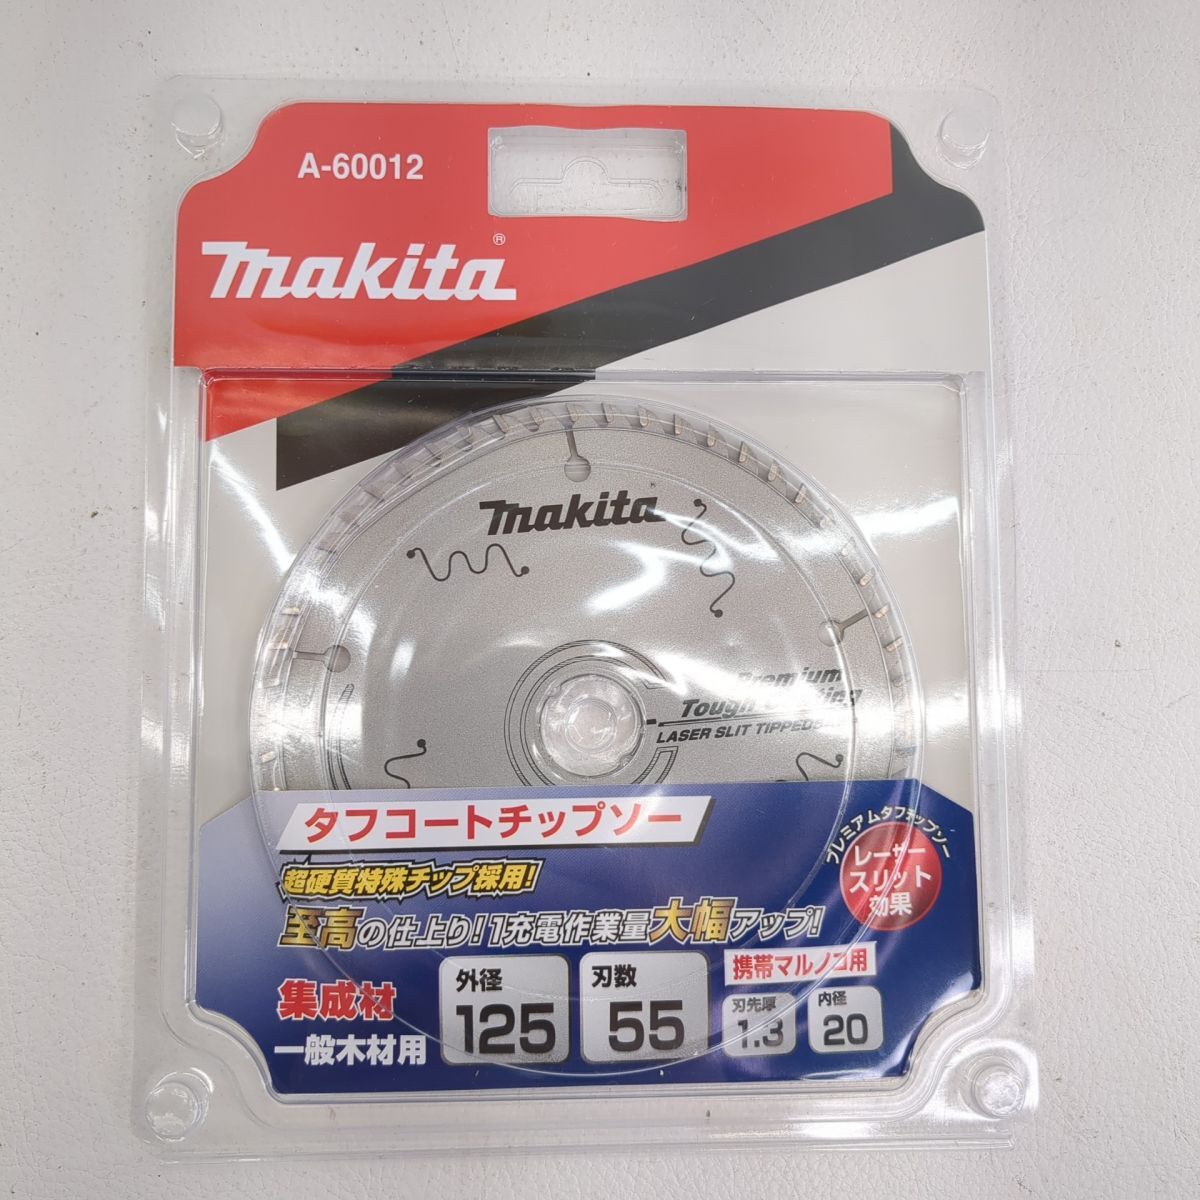 A-60012
makita®
makita
Premium
Tough Coating
LASER SLIT TIPPED
タフコートチップソー
プレミアムタフチップソー
レーザー
スリット
効果
超硬質特殊チップ採用!
至高の仕上り!1充電作業量大幅アップ!
集成材
一般木材用
外径
125
刃数
55
携帯マルノコ用
刃先厚
1.3
内径
20